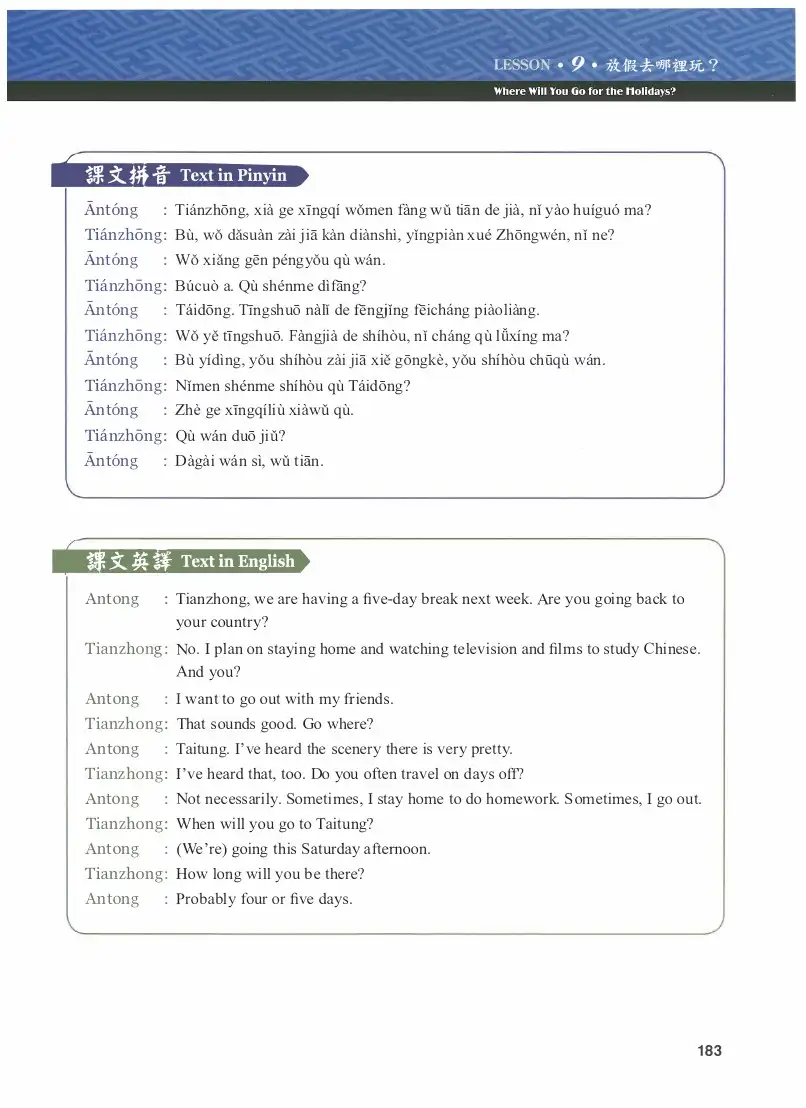 LESSON • 9 • 放假去哪裡玩？
Where Will You Go for the Holidays?
課文拼音 Text in Pinyin
Āntóng : Tiánzhōng, xià ge xīngqí wǒmen fàng wǔ tiān de jià, nǐ yào huíguó ma?
Tiánzhōng: Bù, wǒ dǎsuàn zài jiā kàn diànshì, yǐngpiàn xué Zhōngwén, nǐ ne?
Āntóng : Wǒ xiǎng gēn péngyǒu qù wán.
Tiánzhōng: Búcuò a. Qù shénme dìfāng?
Āntóng : Táidōng. Tīngshuō nàlǐ de fēngjǐng fēicháng piàoliàng.
Tiánzhōng: Wǒ yě tīngshuō. Fàngjià de shíhòu, nǐ cháng qù lǚxíng ma?
Āntóng : Bù yídìng, yǒu shíhòu zài jiā xiě gōngkè, yǒu shíhòu chūqù wán.
Tiánzhōng: Nǐmen shénme shíhòu qù Táidōng?
Āntóng : Zhè ge xīngqíliù xiàwǔ qù.
Tiánzhōng: Qù wán duō jiǔ?
Āntóng : Dàgài wán sì, wǔ tiān.
課文英譯 Text in English
Antong : Tianzhong, we are having a five-day break next week. Are you going back to
your country?
Tianzhong: No. I plan on staying home and watching television and films to study Chinese.
And you?
Antong : I want to go out with my friends.
Tianzhong: That sounds good. Go where?
Antong : Taitung. I've heard the scenery there is very pretty.
Tianzhong: I've heard that, too. Do you often travel on days off?
Antong : Not necessarily. Sometimes, I stay home to do homework. Sometimes, I go out.
Tianzhong: When will you go to Taitung?
Antong : (We're) going this Saturday afternoon.
Tianzhong: How long will you be there?
Antong : Probably four or five days.
183